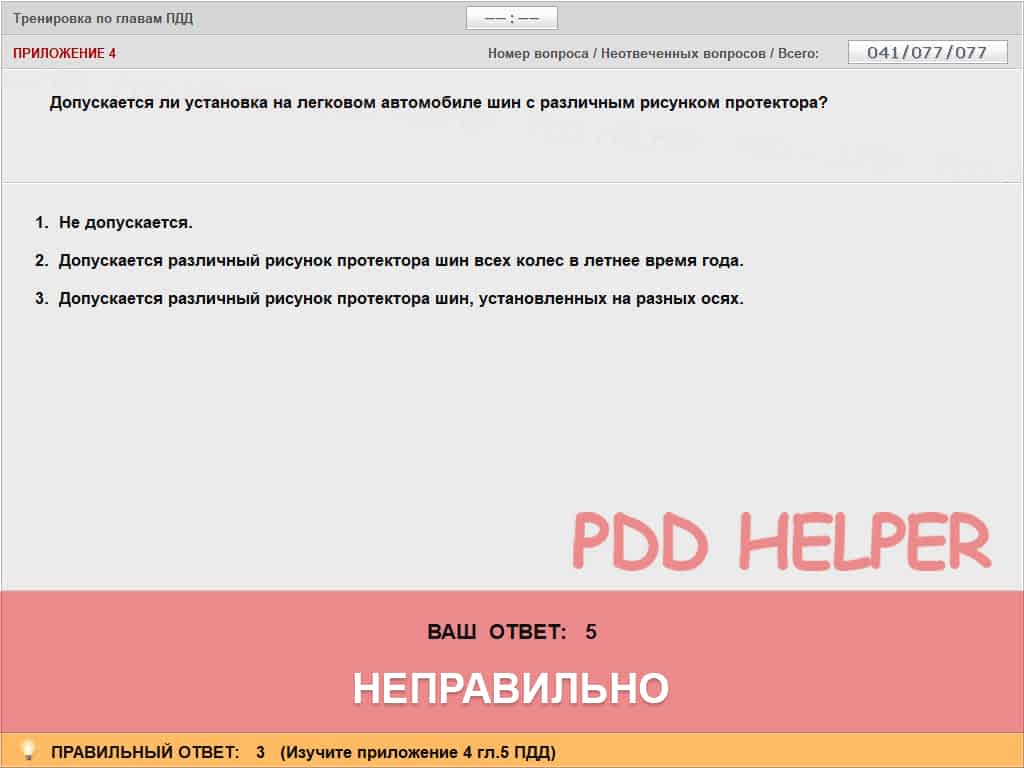 Тренировка по главам ПДД
−− : −−
ПРИЛОЖЕНИЕ 4
Номер вопроса / Неотвеченных вопросов / Всего:
041/077/077
Допускается ли установка на легковом автомобиле шин с различным рисунком протектора?
1. Не допускается.
2. Допускается различный рисунок протектора шин всех колес в летнее время года.
3. Допускается различный рисунок протектора шин, установленных на разных осях.
PDD HELPER
ВАШ ОТВЕТ: 5
НЕПРАВИЛЬНО
ПРАВИЛЬНЫЙ ОТВЕТ: 3 (Изучите приложение 4 гл.5 ПДД)